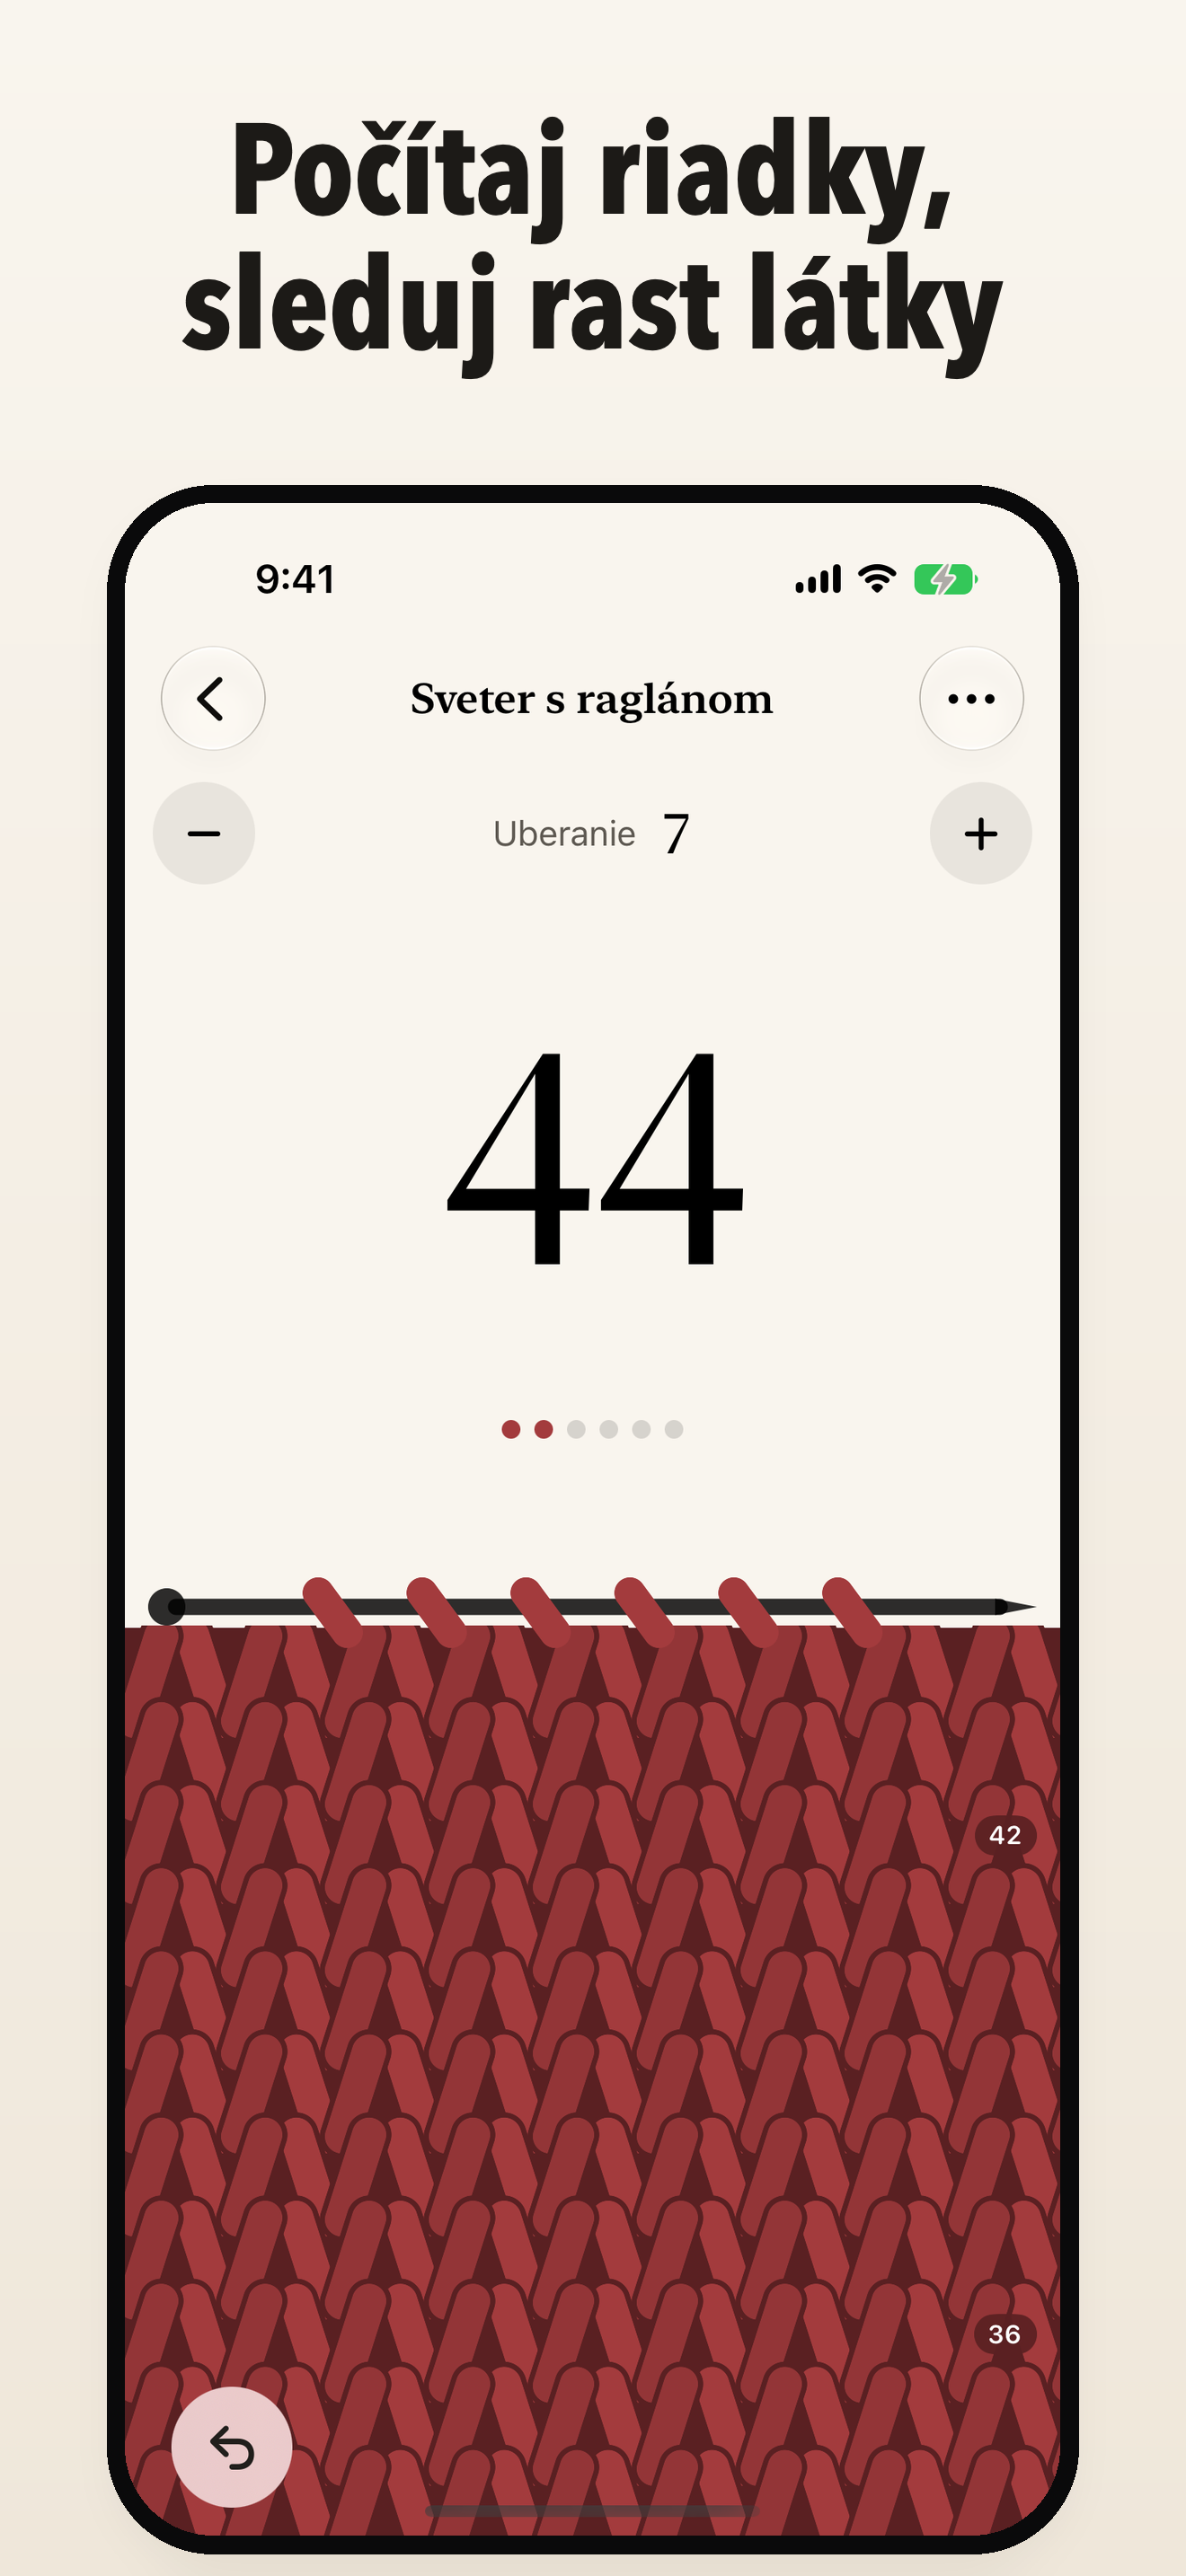 Počítaj riadky,
sleduj rast látky
9:41
Sveter s raglánom
Uberanie 7
44
42
36